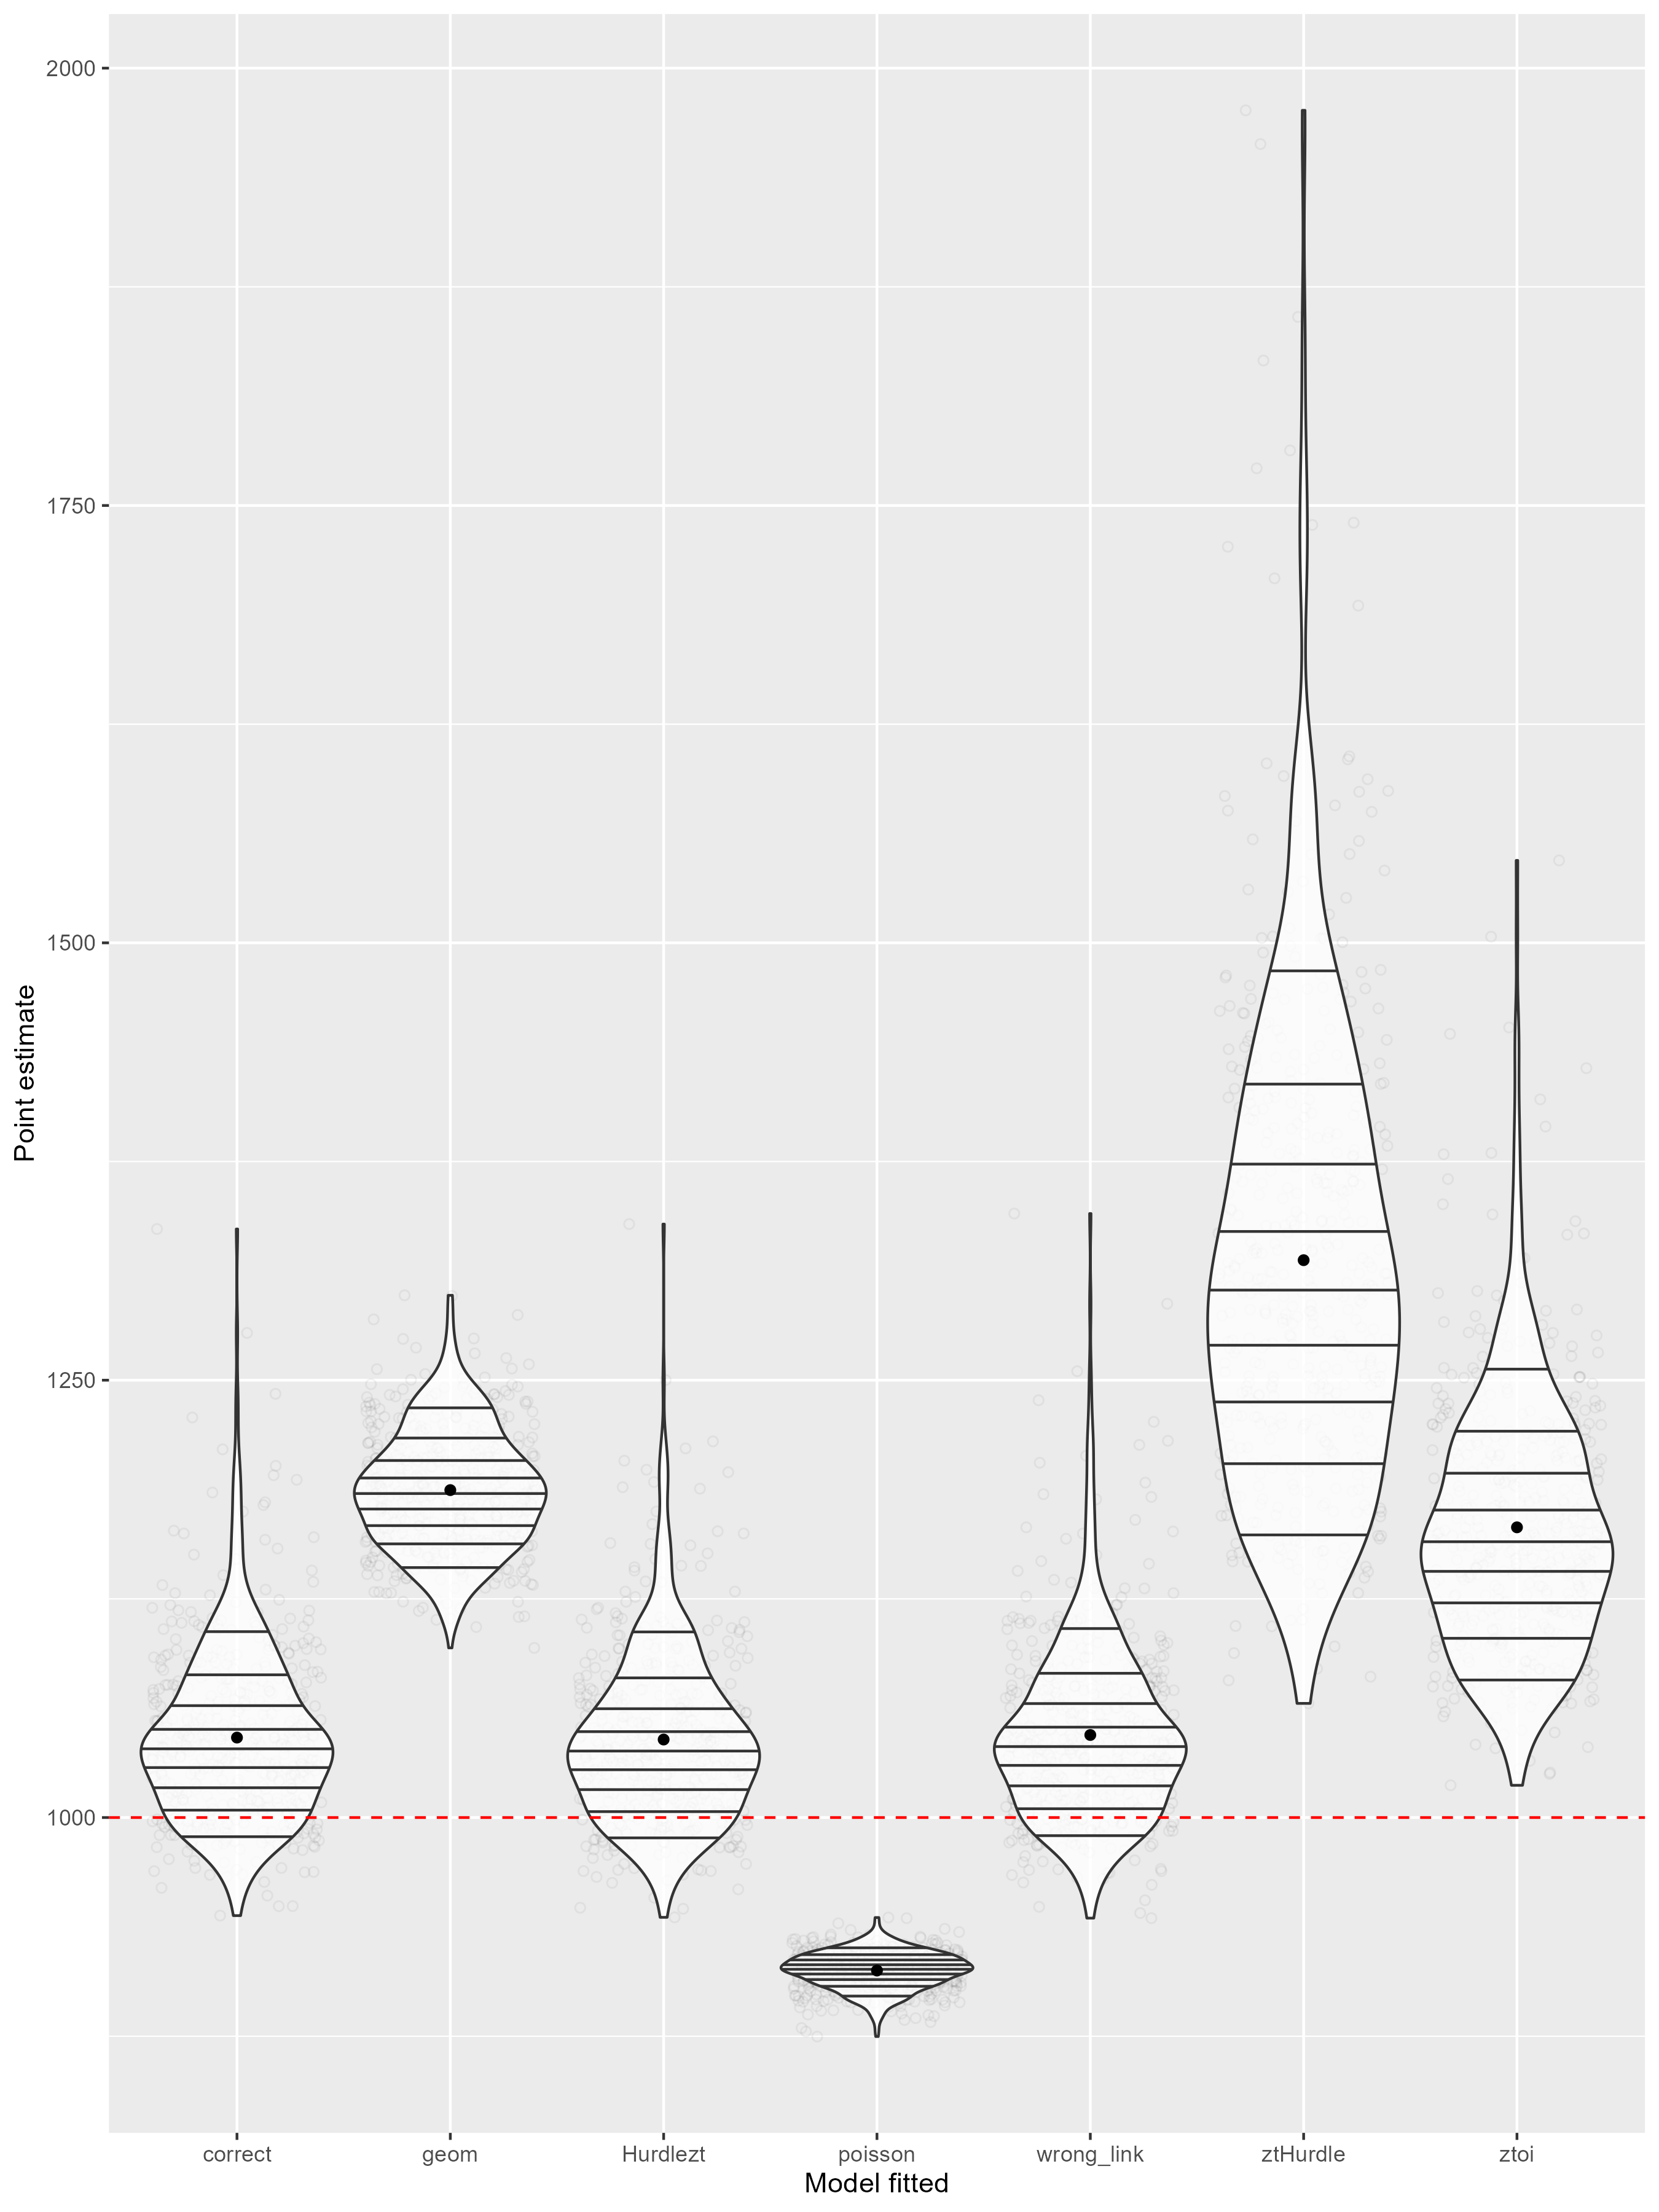 2000
1750
1500
1250
1000
Point estimate
correct geom Hurdlezt poisson wrong_link ztHurdle ztoi
Model fitted